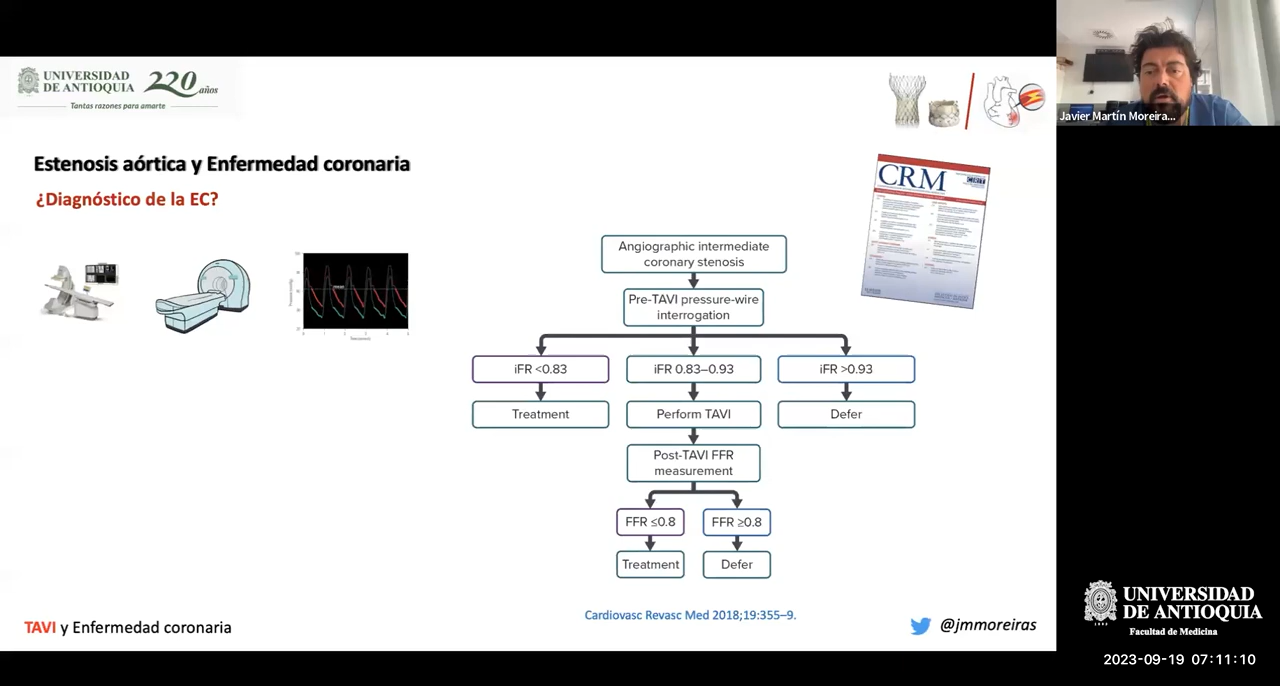 UNIVERSIDAD
DE ANTIOQUIA
220 años
Tantas razones para amarte
Javier Martín Moreira...
Estenosis aórtica y Enfermedad coronaria
¿Diagnóstico de la EC?
CRM
Angiographic intermediate
coronary stenosis
Pre-TAVI pressure-wire
interrogation
iFR <0.83
iFR 0.83–0.93
iFR >0.93
Treatment
Perform TAVI
Defer
Post-TAVI FFR
measurement
FFR ≤0.8
FFR ≥0.8
Treatment
Defer
Cardiovasc Revasc Med 2018;19:355–9.
TAVI y Enfermedad coronaria
@jmmoreiras
UNIVERSIDAD
DE ANTIOQUIA
1803
Facultad de Medicina
2023-09-19 07:11:10